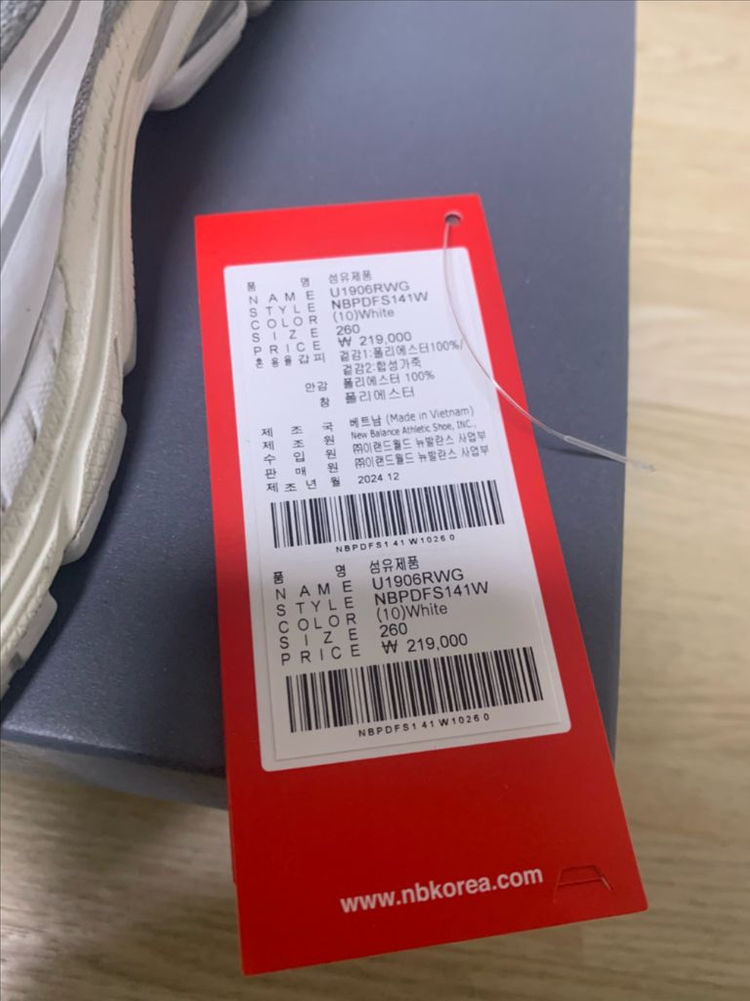 품 명 섬유제품
NAME U1906RWG
STYLE NBPDFS141W
COLOR (10)White
SIZE 260
PRICE ₩ 219,000
혼용율 갑피 겉감1:폴리에스터100%/
겉감2:합성가죽
안감 폴리에스터 100%
창 폴리에스터
제조국 베트남 (Made in Vietnam)
제조원 New Balance Athletic Shoe, INC.,
수입원 ㈜이랜드월드 뉴발란스 사업부
판매원 ㈜이랜드월드 뉴발란스 사업부
제조년월 2024.12
NBPDFS141W10260
품 명 섬유제품
NAME U1906RWG
STYLE NBPDFS141W
COLOR (10)White
SIZE 260
PRICE ₩ 219,000
NBPDFS141W10260
www.nbkorea.com